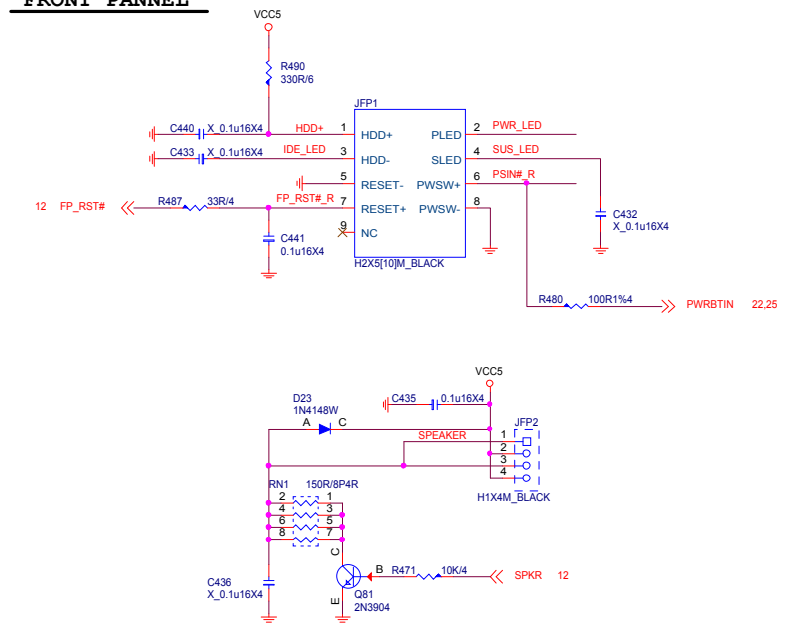 FRONT PANNEL
VCC5
R490
330R/6
JFP1
C440 X_0.1u16X4 HDD+ 1 HDD+ PLED 2 PWR_LED
C433 X_0.1u16X4 IDE_LED 3 HDD- SLED 4 SUS_LED
5 RESET- PWSW+ 6 PSIN#_R
12 FP_RST# R487 33R/4 FP_RST#_R 7 RESET+ PWSW- 8
9 NC
C432
X_0.1u16X4
C441
0.1u16X4
H2X5[10]M_BLACK
R480 100R1%4 PWRBTIN 22,25
VCC5
D23
1N4148W
C435 0.1u16X4
A C
JFP2
SPEAKER 1
2
3
4
RN1 150R/8P4R
H1X4M_BLACK
2 1
4 3
6 5
8 7
C
B R471 10K/4 SPKR 12
C436
X_0.1u16X4
E
Q81
2N3904